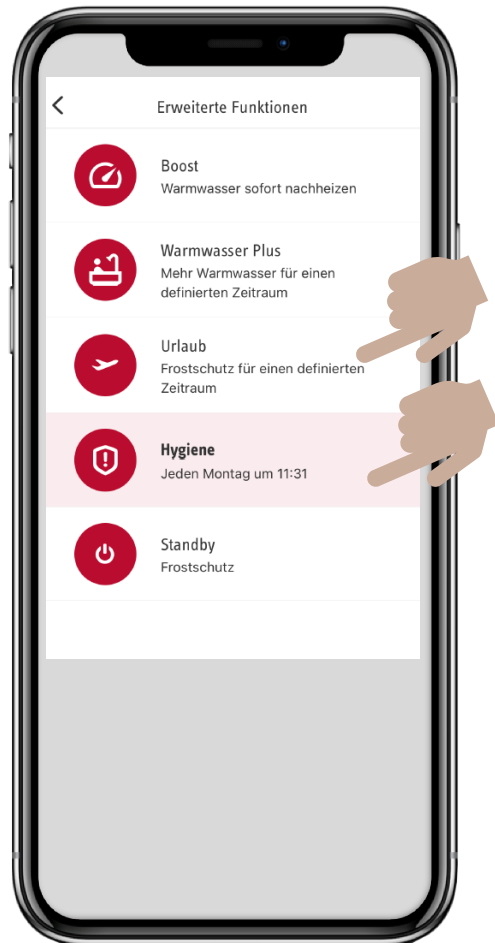 Erweiterte Funktionen
Boost
Warmwasser sofort nachheizen
Warmwasser Plus
Mehr Warmwasser für einen
definierten Zeitraum
Urlaub
Frostschutz für einen definierten
Zeitraum
Hygiene
Jeden Montag um 11:31
Standby
Frostschutz